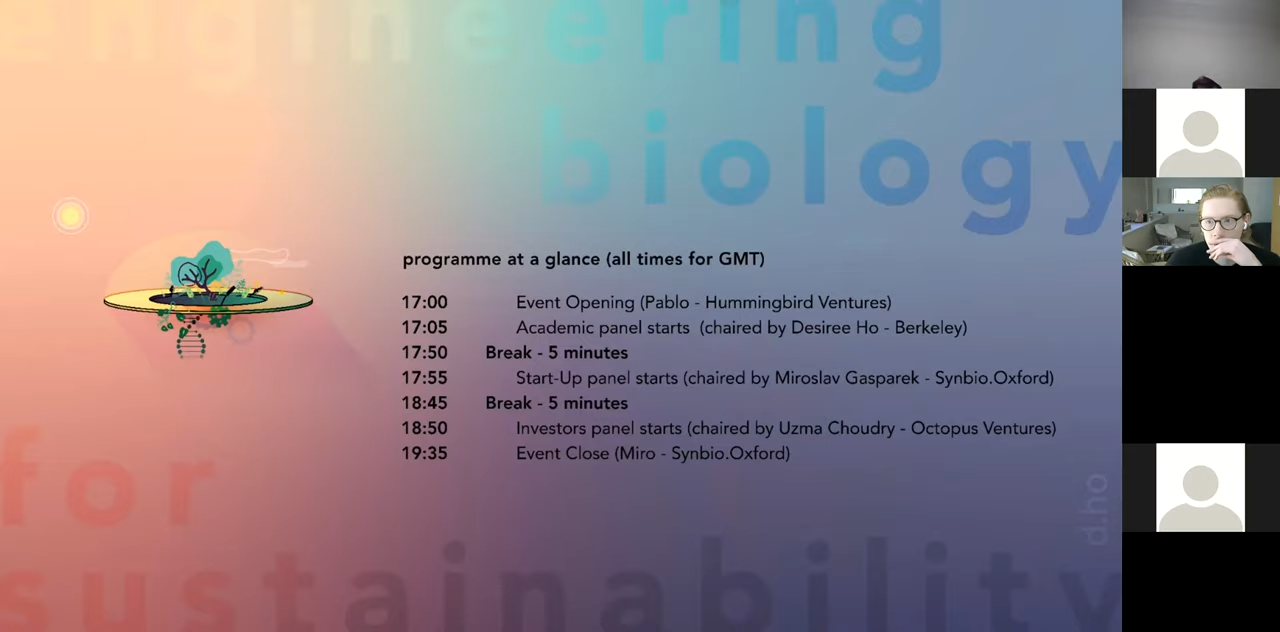 engineering
biology
programme at a glance (all times for GMT)
17:00 Event Opening (Pablo - Hummingbird Ventures)
17:05 Academic panel starts (chaired by Desiree Ho - Berkeley)
17:50 Break - 5 minutes
17:55 Start-Up panel starts (chaired by Miroslav Gasparek - Synbio.Oxford)
18:45 Break - 5 minutes
18:50 Investors panel starts (chaired by Uzma Choudry - Octopus Ventures)
19:35 Event Close (Miro - Synbio.Oxford)
for
sustainability
d.ho